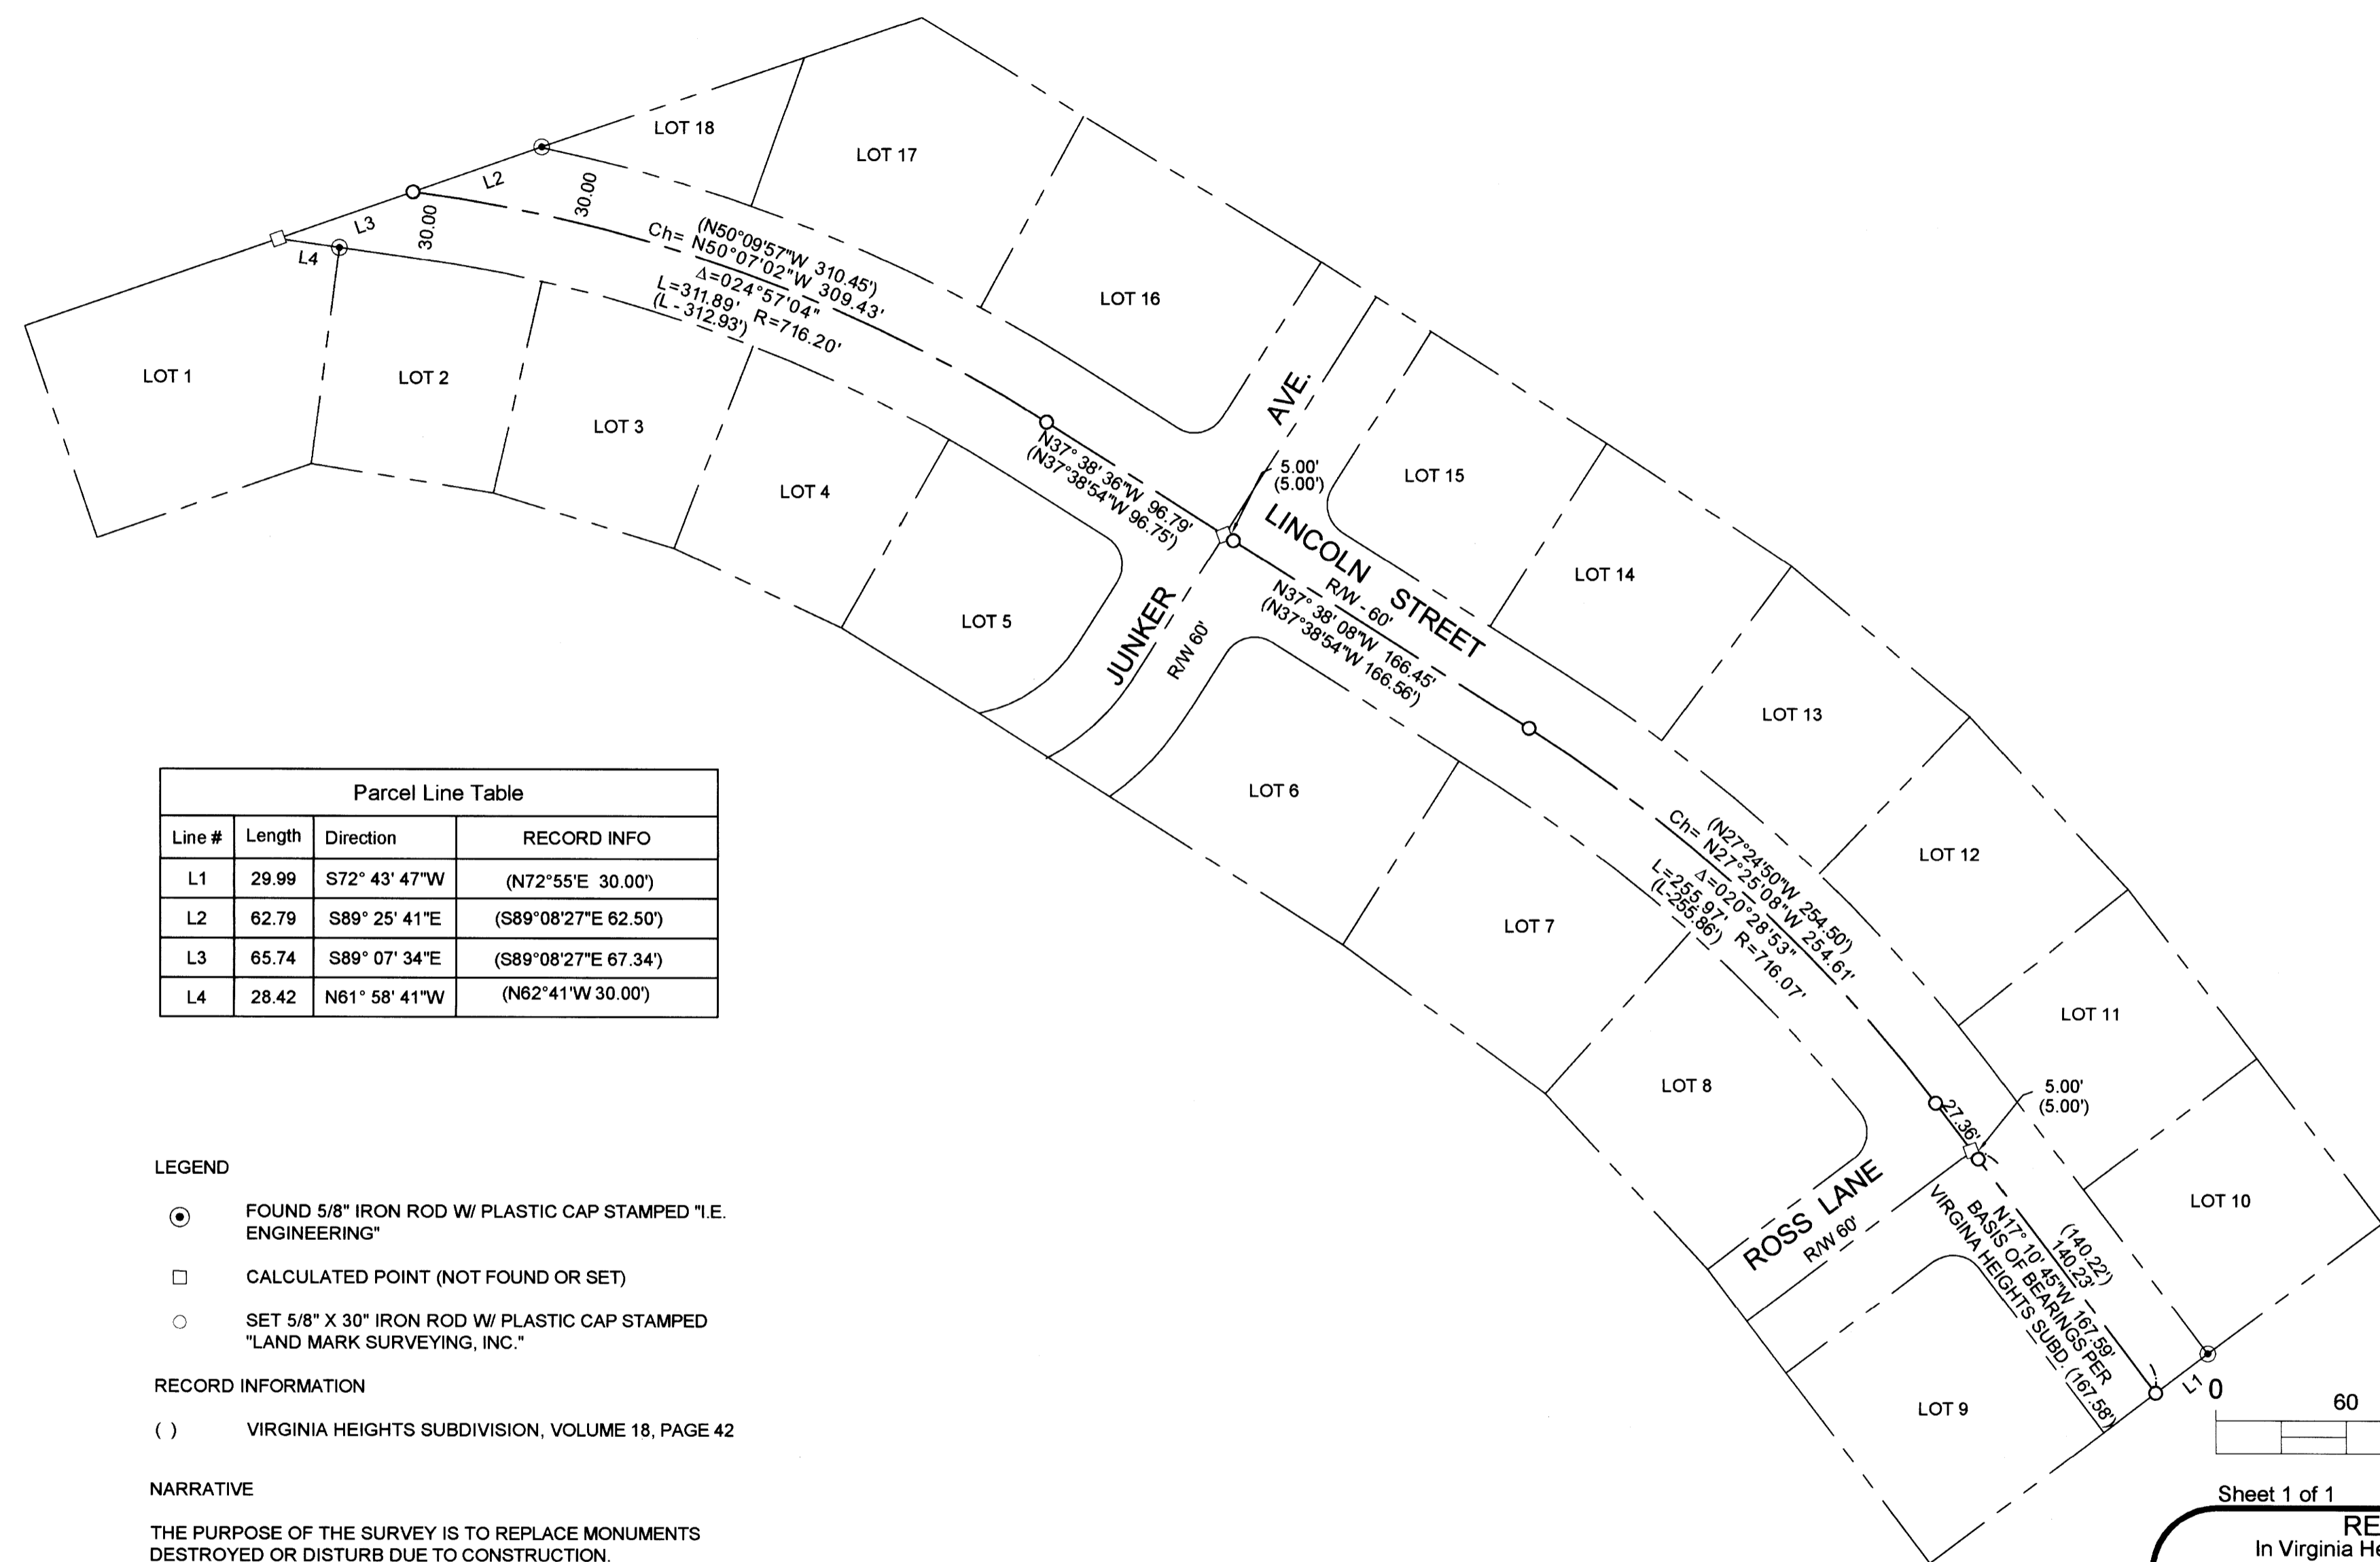 LOT 18
LOT 17
L2
30.00
L3
30.00
L4
(N50°09'57"W 310.45')
Ch= N50°07'02"W 309.43'
Δ=024°57'04"
L=311.89' R=716.20'
(L - 312.93')
LOT 16
LOT 1
LOT 2
LOT 3
LOT 4
LOT 5
AVE.
N37° 38' 36"W 96.79'
(N37°38'54"W 96.75')
5.00'
(5.00')
LOT 15
LINCOLN STREET
R/W - 60'
N37° 38' 08"W 166.45'
(N37°38'54"W 166.56')
LOT 14
JUNKER
R/W 60'
LOT 13
LOT 6
LOT 12
(N27°24'50"W 254.50')
Ch= N27°25'08"W 254.61'
Δ=020°28'53"
L=255.97' R=716.07'
(L-255.86')
LOT 7
LOT 11
LOT 8
5.00'
(5.00')
27.36'
ROSS LANE
R/W 60'
LOT 10
(140.22')
140.23'
N17° 10' 45"W 167.59'
BASIS OF BEARINGS PER
VIRGINA HEIGHTS SUBD. (167.58')
LOT 9
L1
0
60
Parcel Line Table
Line # Length Direction RECORD INFO
L1 29.99 S72° 43' 47"W (N72°55'E 30.00')
L2 62.79 S89° 25' 41"E (S89°08'27"E 62.50')
L3 65.74 S89° 07' 34"E (S89°08'27"E 67.34')
L4 28.42 N61° 58' 41"W (N62°41'W 30.00')
LEGEND
FOUND 5/8" IRON ROD W/ PLASTIC CAP STAMPED "I.E.
ENGINEERING"
CALCULATED POINT (NOT FOUND OR SET)
SET 5/8" X 30" IRON ROD W/ PLASTIC CAP STAMPED
"LAND MARK SURVEYING, INC."
RECORD INFORMATION
( ) VIRGINIA HEIGHTS SUBDIVISION, VOLUME 18, PAGE 42
NARRATIVE
THE PURPOSE OF THE SURVEY IS TO REPLACE MONUMENTS
DESTROYED OR DISTURB DUE TO CONSTRUCTION.
Sheet 1 of 1
RE
In Virginia H